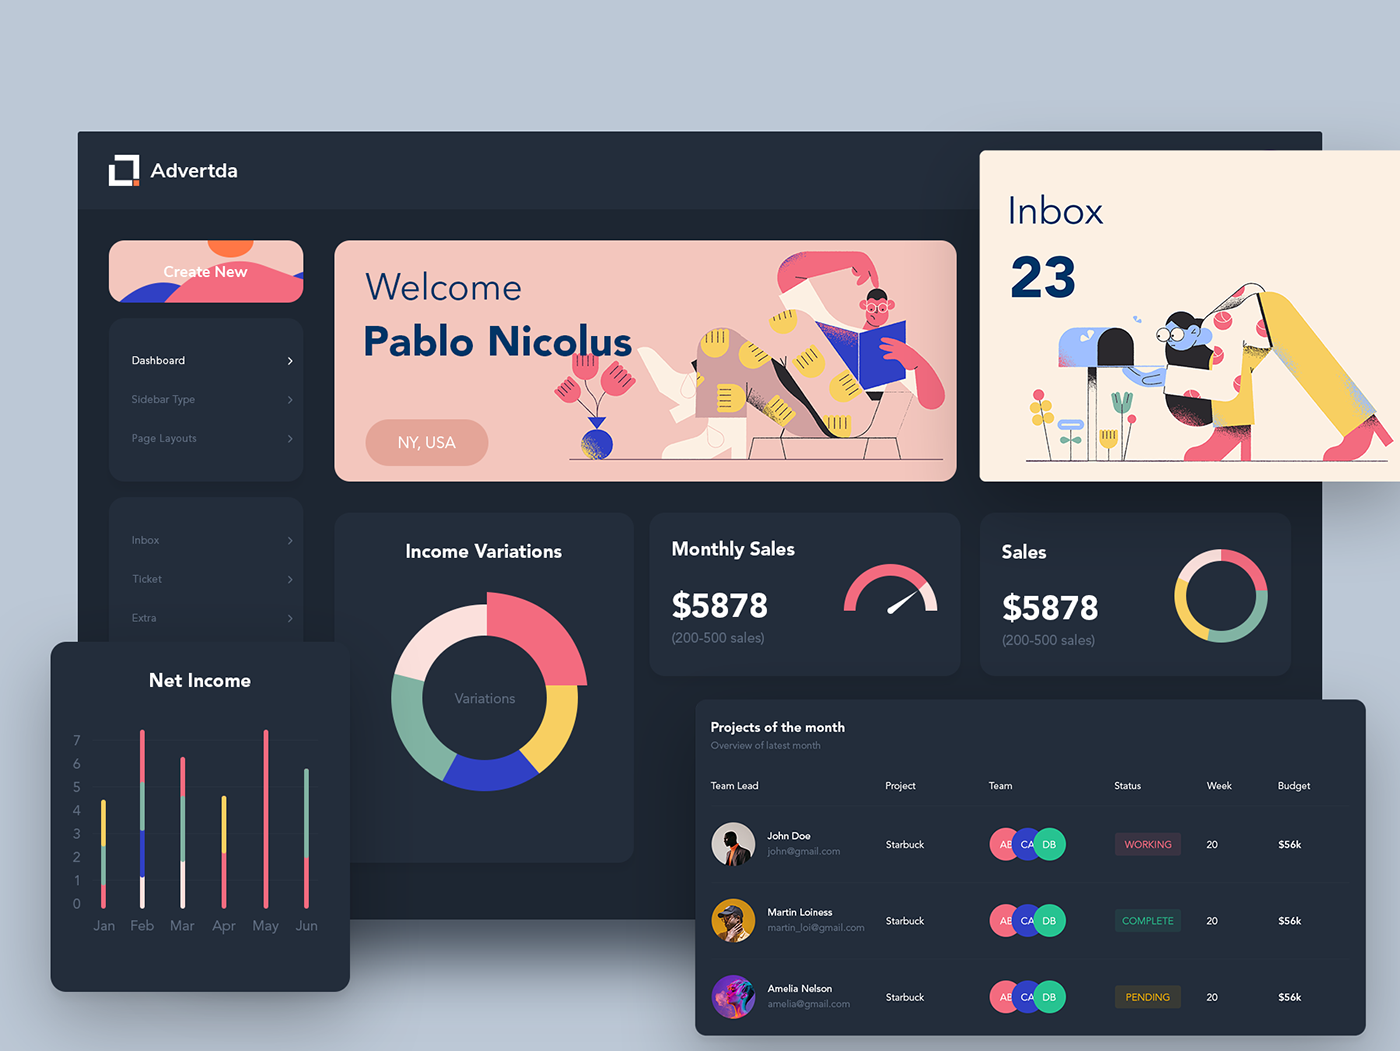 Advertda
Create New
Dashboard
Sidebar Type
Page Layouts
Inbox
Ticket
Extra
Welcome
Pablo Nicolus
NY, USA
Inbox
23
Income Variations
Variations
Monthly Sales
$5878
(200-500 sales)
Sales
$5878
(200-500 sales)
Net Income
7
6
5
4
3
2
1
0
Jan Feb Mar Apr May Jun
Projects of the month
Overview of latest month
Team Lead Project Team Status Week Budget
John Doe
john@gmail.com
Starbuck AB CA DB WORKING 20 $56k
Martin Loiness
martin_loi@gmail.com
Starbuck AB CA DB COMPLETE 20 $56k
Amelia Nelson
amelia@gmail.com
Starbuck AB CA DB PENDING 20 $56k